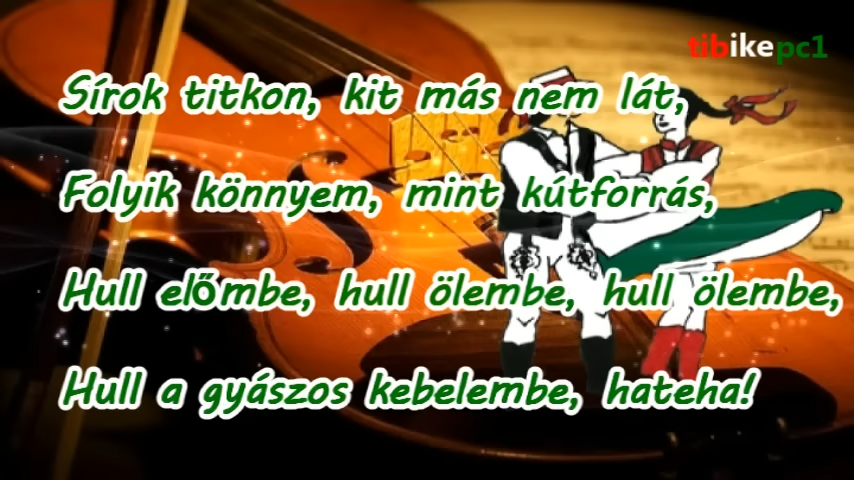 tibikepc1
Sírok titkon, kit más nem lát,
Folyik könnyem, mint kútforrás,
Hull előmbe, hull ölembe, hull ölembe,
Hull a gyászos kebelembe, hateha!